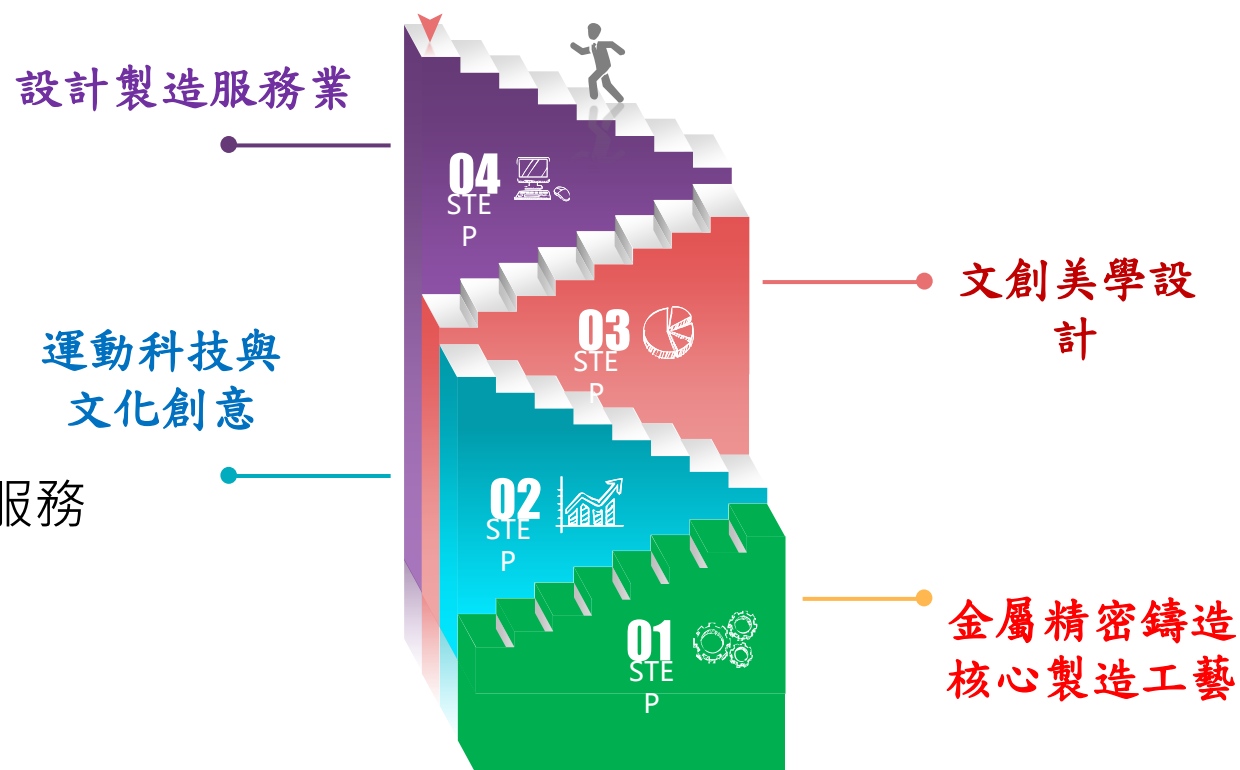 設計製造服務業
04
STE
P
文創美學設
計
03
STE
P
運動科技與
文化創意
服務
02
STE
P
金屬精密鑄造
核心製造工藝
01
STE
P